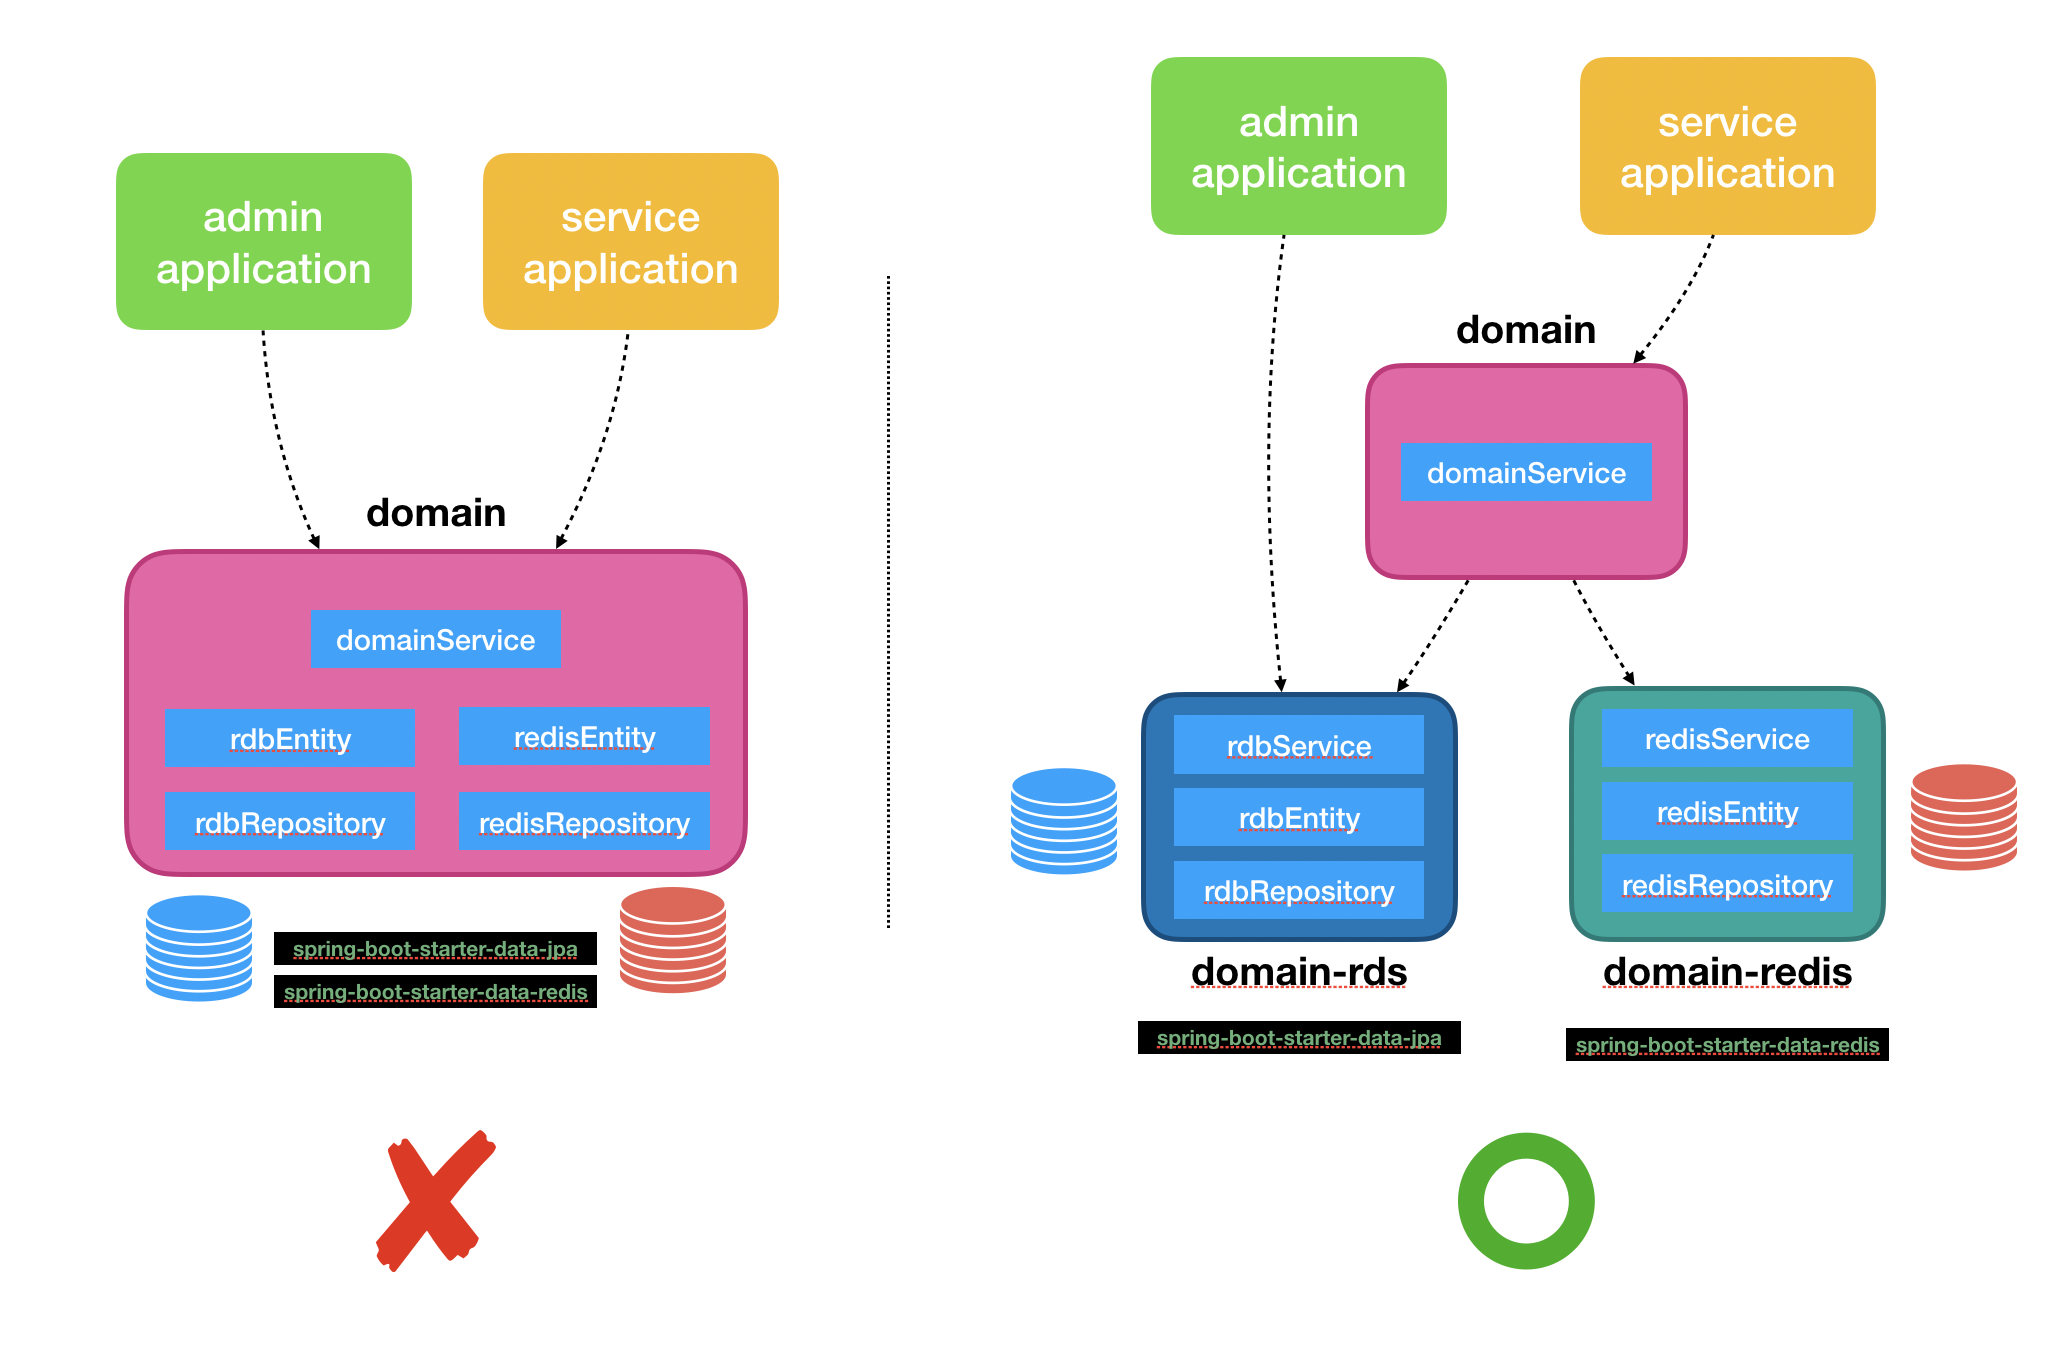 admin
application
service
application
domain
domainService
rdbEntity
redisEntity
rdbRepository
redisRepository
spring-boot-starter-data-jpa
spring-boot-starter-data-redis
admin
application
service
application
domain
domainService
rdbService
rdbEntity
rdbRepository
domain-rds
spring-boot-starter-data-jpa
redisService
redisEntity
redisRepository
domain-redis
spring-boot-starter-data-redis